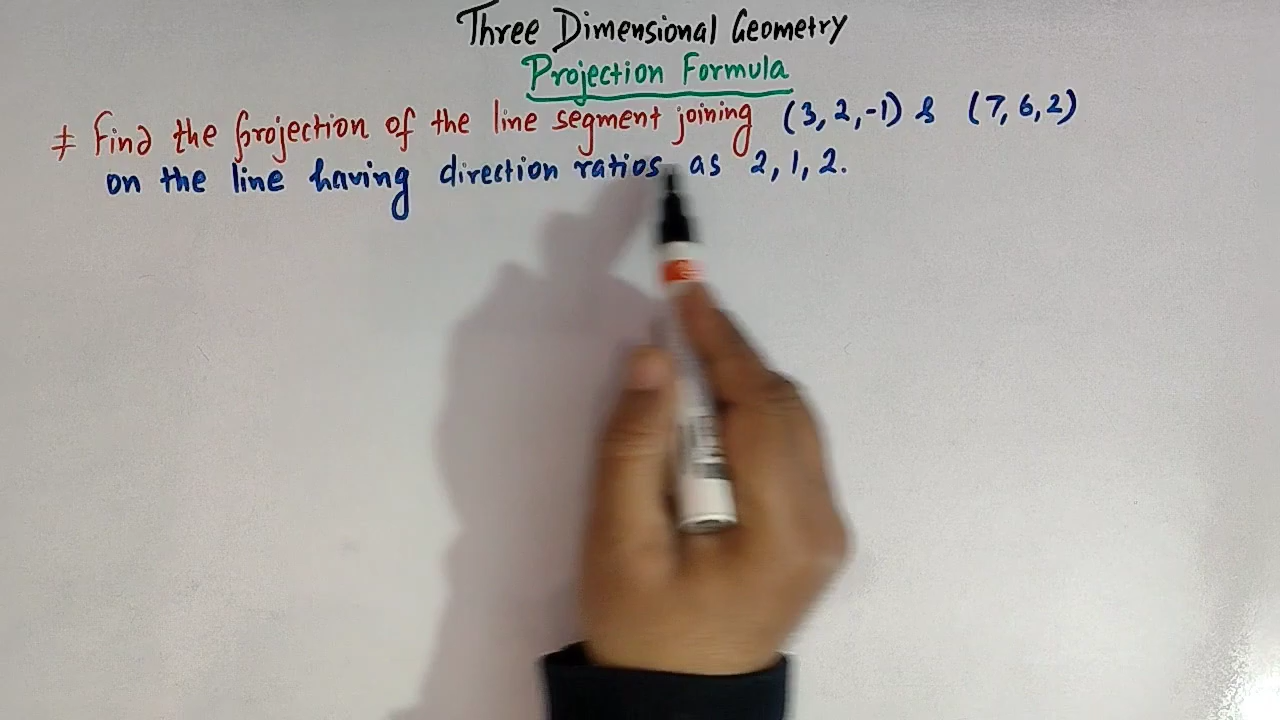 Three Dimensional Geometry
Projection Formula
# Find the projection of the line segment joining (3, 2, -1) & (7, 6, 2)
on the line having direction ratios as 2, 1, 2.